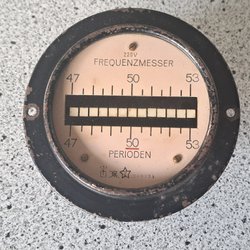 220V
FREQUENZMESSER
47 50 53
47 50 53
PERIODEN